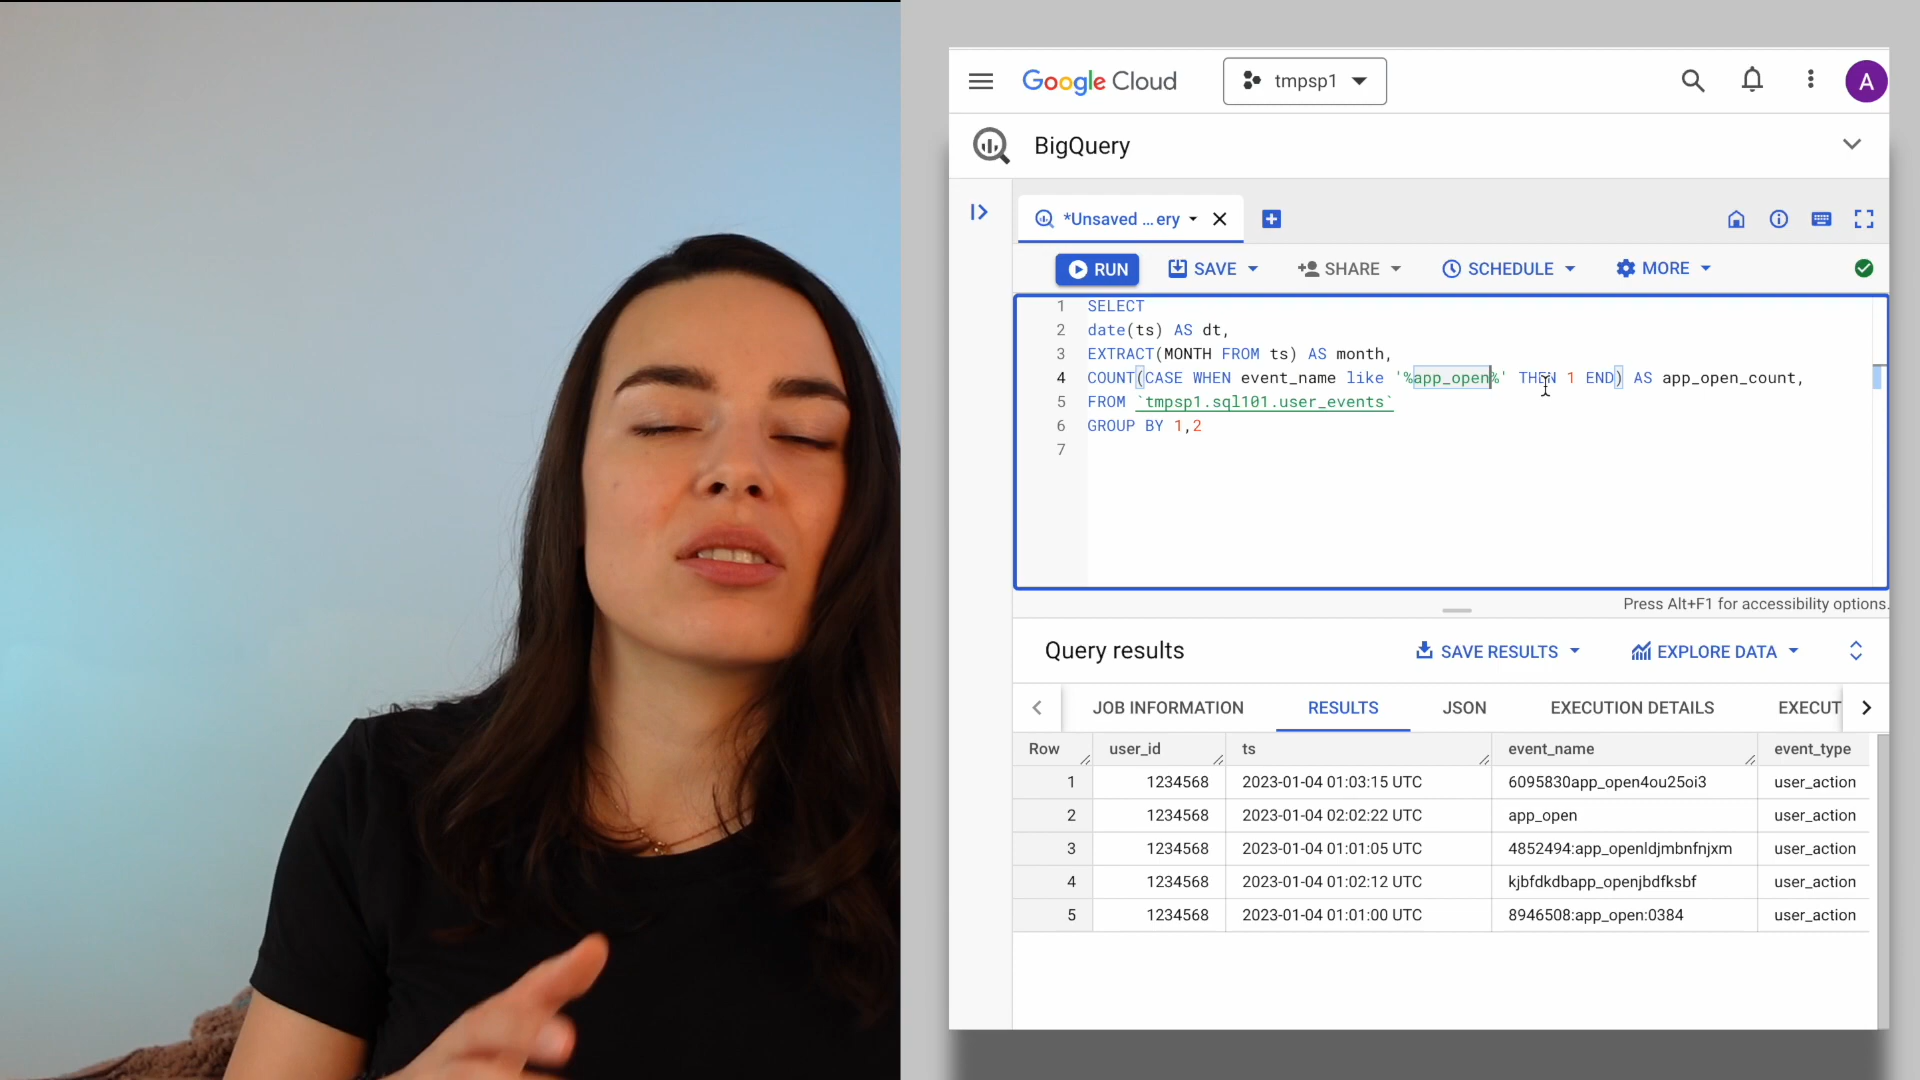 Google Cloud
tmpsp1
A
BigQuery
*Unsaved ...ery
RUN
SAVE
SHARE
SCHEDULE
MORE
1 SELECT
2 date(ts) AS dt,
3 EXTRACT(MONTH FROM ts) AS month,
4 COUNT(CASE WHEN event_name like '%app_open%' THEN 1 END) AS app_open_count,
5 FROM `tmpsp1.sql101.user_events`
6 GROUP BY 1,2
7
Press Alt+F1 for accessibility options.
Query results
SAVE RESULTS
EXPLORE DATA
JOB INFORMATION
RESULTS
JSON
EXECUTION DETAILS
EXECUT
Row user_id ts event_name event_type
1 1234568 2023-01-04 01:03:15 UTC 6095830app_open4ou25oi3 user_action
2 1234568 2023-01-04 02:02:22 UTC app_open user_action
3 1234568 2023-01-04 01:01:05 UTC 4852494:app_openldjmbnfnjxm user_action
4 1234568 2023-01-04 01:02:12 UTC kjbfdkdbapp_openjbdfksbf user_action
5 1234568 2023-01-04 01:01:00 UTC 8946508:app_open:0384 user_action